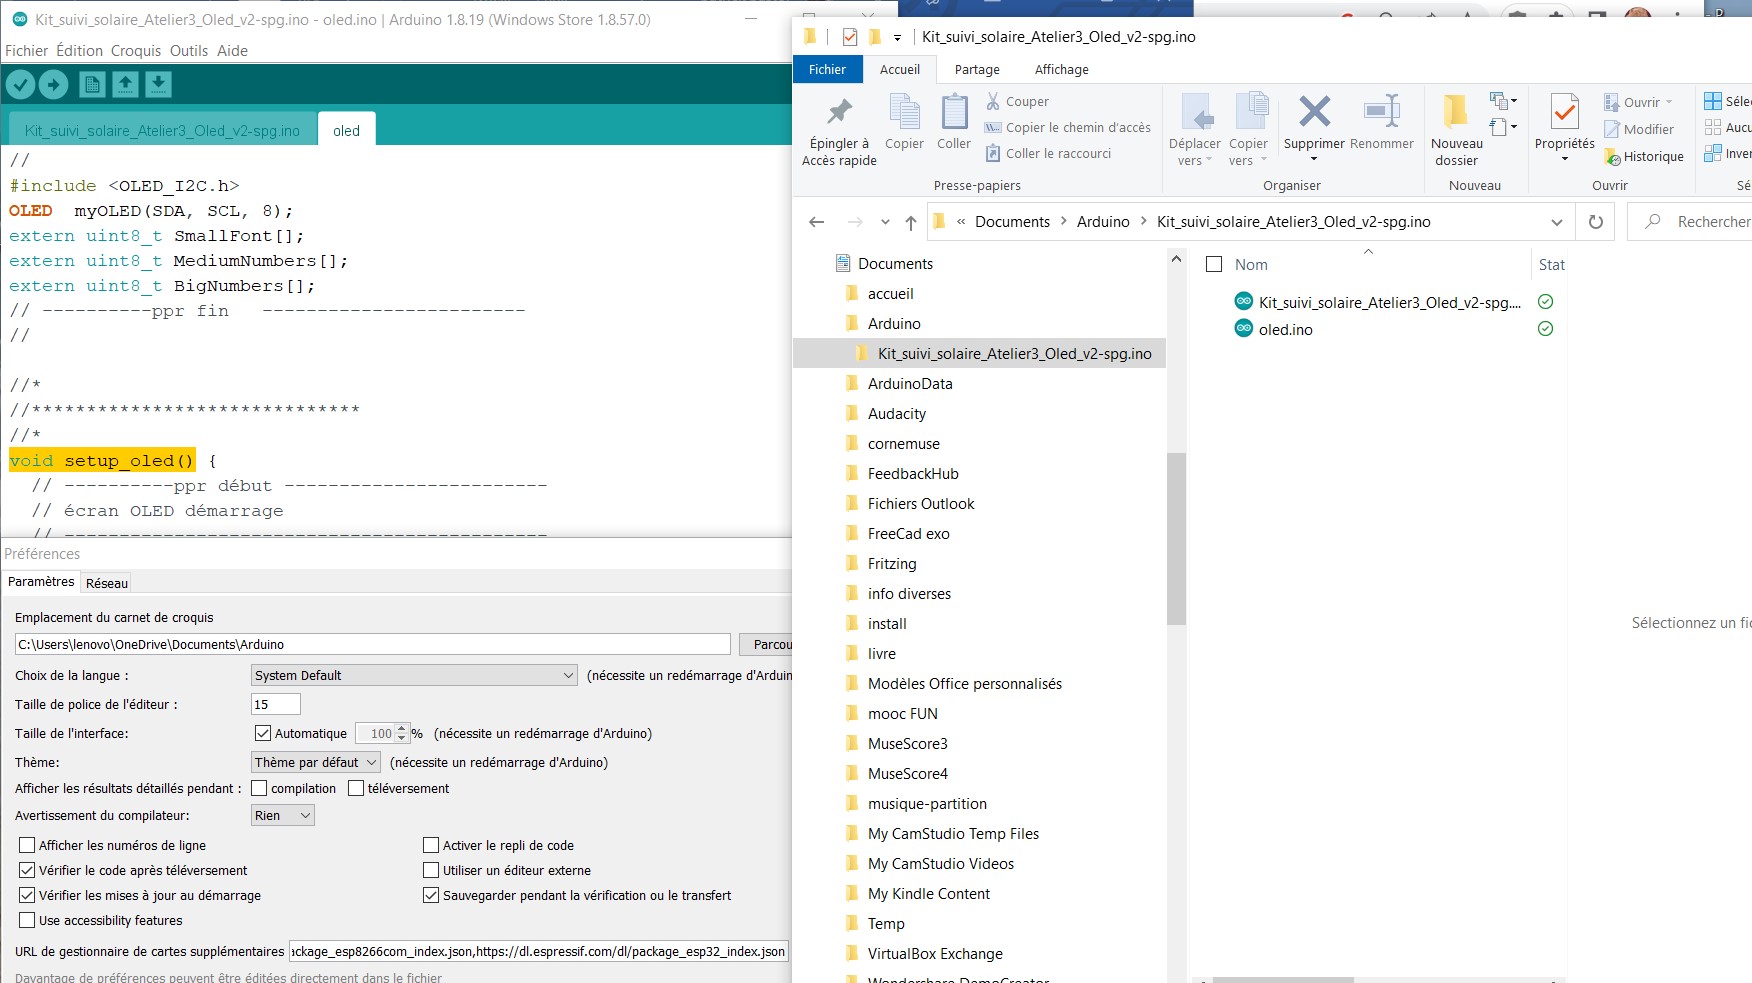 Kit_suivi_solaire_Atelier3_Oled_v2-spg.ino - oled.ino | Arduino 1.8.19 (Windows Store 1.8.57.0)
Fichier Édition Croquis Outils Aide
Kit_suivi_solaire_Atelier3_Oled_v2-spg.ino oled
//
#include <OLED_I2C.h>
OLED  myOLED(SDA, SCL, 8);
extern uint8_t SmallFont[];
extern uint8_t MediumNumbers[];
extern uint8_t BigNumbers[];
// ----------ppr fin   ------------------------
//
//*
//******************************
//*
void setup_oled() {
// ----------ppr début ------------------------
// écran OLED démarrage
// --------------------------------------------
Préférences
Paramètres Réseau
Emplacement du carnet de croquis
C:\Users\lenovo\OneDrive\Documents\Arduino Parcou
Choix de la langue : System Default (nécessite un redémarrage d'Arduin
Taille de police de l'éditeur : 15
Taille de l'interface: Automatique 100 % (nécessite un redémarrage d'Arduino)
Thème: Thème par défaut (nécessite un redémarrage d'Arduino)
Afficher les résultats détaillés pendant : compilation téléversement
Avertissement du compilateur: Rien
Afficher les numéros de ligne Activer le repli de code
Vérifier le code après téléversement Utiliser un éditeur externe
Vérifier les mises à jour au démarrage Sauvegarder pendant la vérification ou le transfert
Use accessibility features
URL de gestionnaire de cartes supplémentaires ackage_esp8266com_index.json,https://dl.espressif.com/dl/package_esp32_index.json
Davantage de préférences peuvent être éditées directement dans le fichier
Kit_suivi_solaire_Atelier3_Oled_v2-spg.ino
Fichier Accueil Partage Affichage
Épingler à Accès rapide
Copier
Coller
Couper
Copier le chemin d'accès
Coller le raccourci
Presse-papiers
Déplacer vers
Copier vers
Supprimer
Renommer
Organiser
Nouveau dossier
Nouveau
Propriétés
Ouvrir
Modifier
Historique
Ouvrir
Séle
Aucu
Inver
Sé
« Documents > Arduino > Kit_suivi_solaire_Atelier3_Oled_v2-spg.ino
Rechercher
Documents
accueil
Arduino
Kit_suivi_solaire_Atelier3_Oled_v2-spg.ino
ArduinoData
Audacity
cornemuse
FeedbackHub
Fichiers Outlook
FreeCad exo
Fritzing
info diverses
install
livre
Modèles Office personnalisés
mooc FUN
MuseScore3
MuseScore4
musique-partition
My CamStudio Temp Files
My CamStudio Videos
My Kindle Content
Temp
VirtualBox Exchange
Wondershare DemoCreator
Nom Stat
Kit_suivi_solaire_Atelier3_Oled_v2-spg....
oled.ino
Sélectionnez un fic